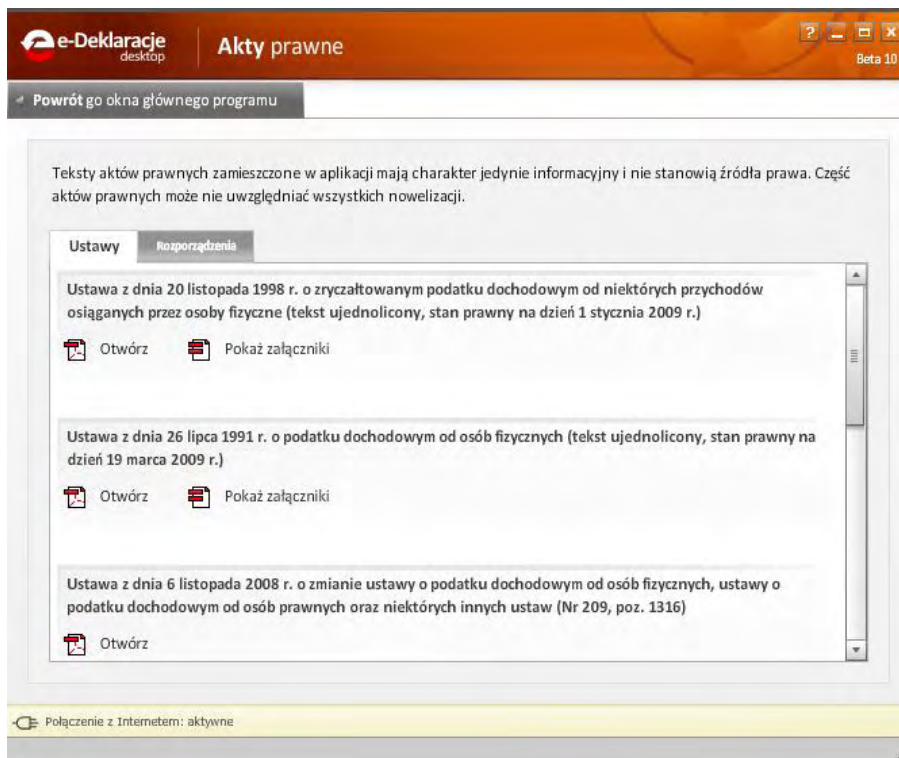 e-Deklaracje
desktop
Akty prawne
?
Beta 10
Powrót go okna głównego programu
Teksty aktów prawnych zamieszczone w aplikacji mają charakter jedynie informacyjny i nie stanowią źródła prawa. Część
aktów prawnych może nie uwzględniać wszystkich nowelizacji.
Ustawy Rozporządzenia
Ustawa z dnia 20 listopada 1998 r. o zryczałtowanym podatku dochodowym od niektórych przychodów
osiąganych przez osoby fizyczne (tekst ujednolicony, stan prawny na dzień 1 stycznia 2009 r.)
Otwórz Pokaż załączniki
Ustawa z dnia 26 lipca 1991 r. o podatku dochodowym od osób fizycznych (tekst ujednolicony, stan prawny na
dzień 19 marca 2009 r.)
Otwórz Pokaż załączniki
Ustawa z dnia 6 listopada 2008 r. o zmianie ustawy o podatku dochodowym od osób fizycznych, ustawy o
podatku dochodowym od osób prawnych oraz niektórych innych ustaw (Nr 209, poz. 1316)
Otwórz
Połączenie z Internetem: aktywne